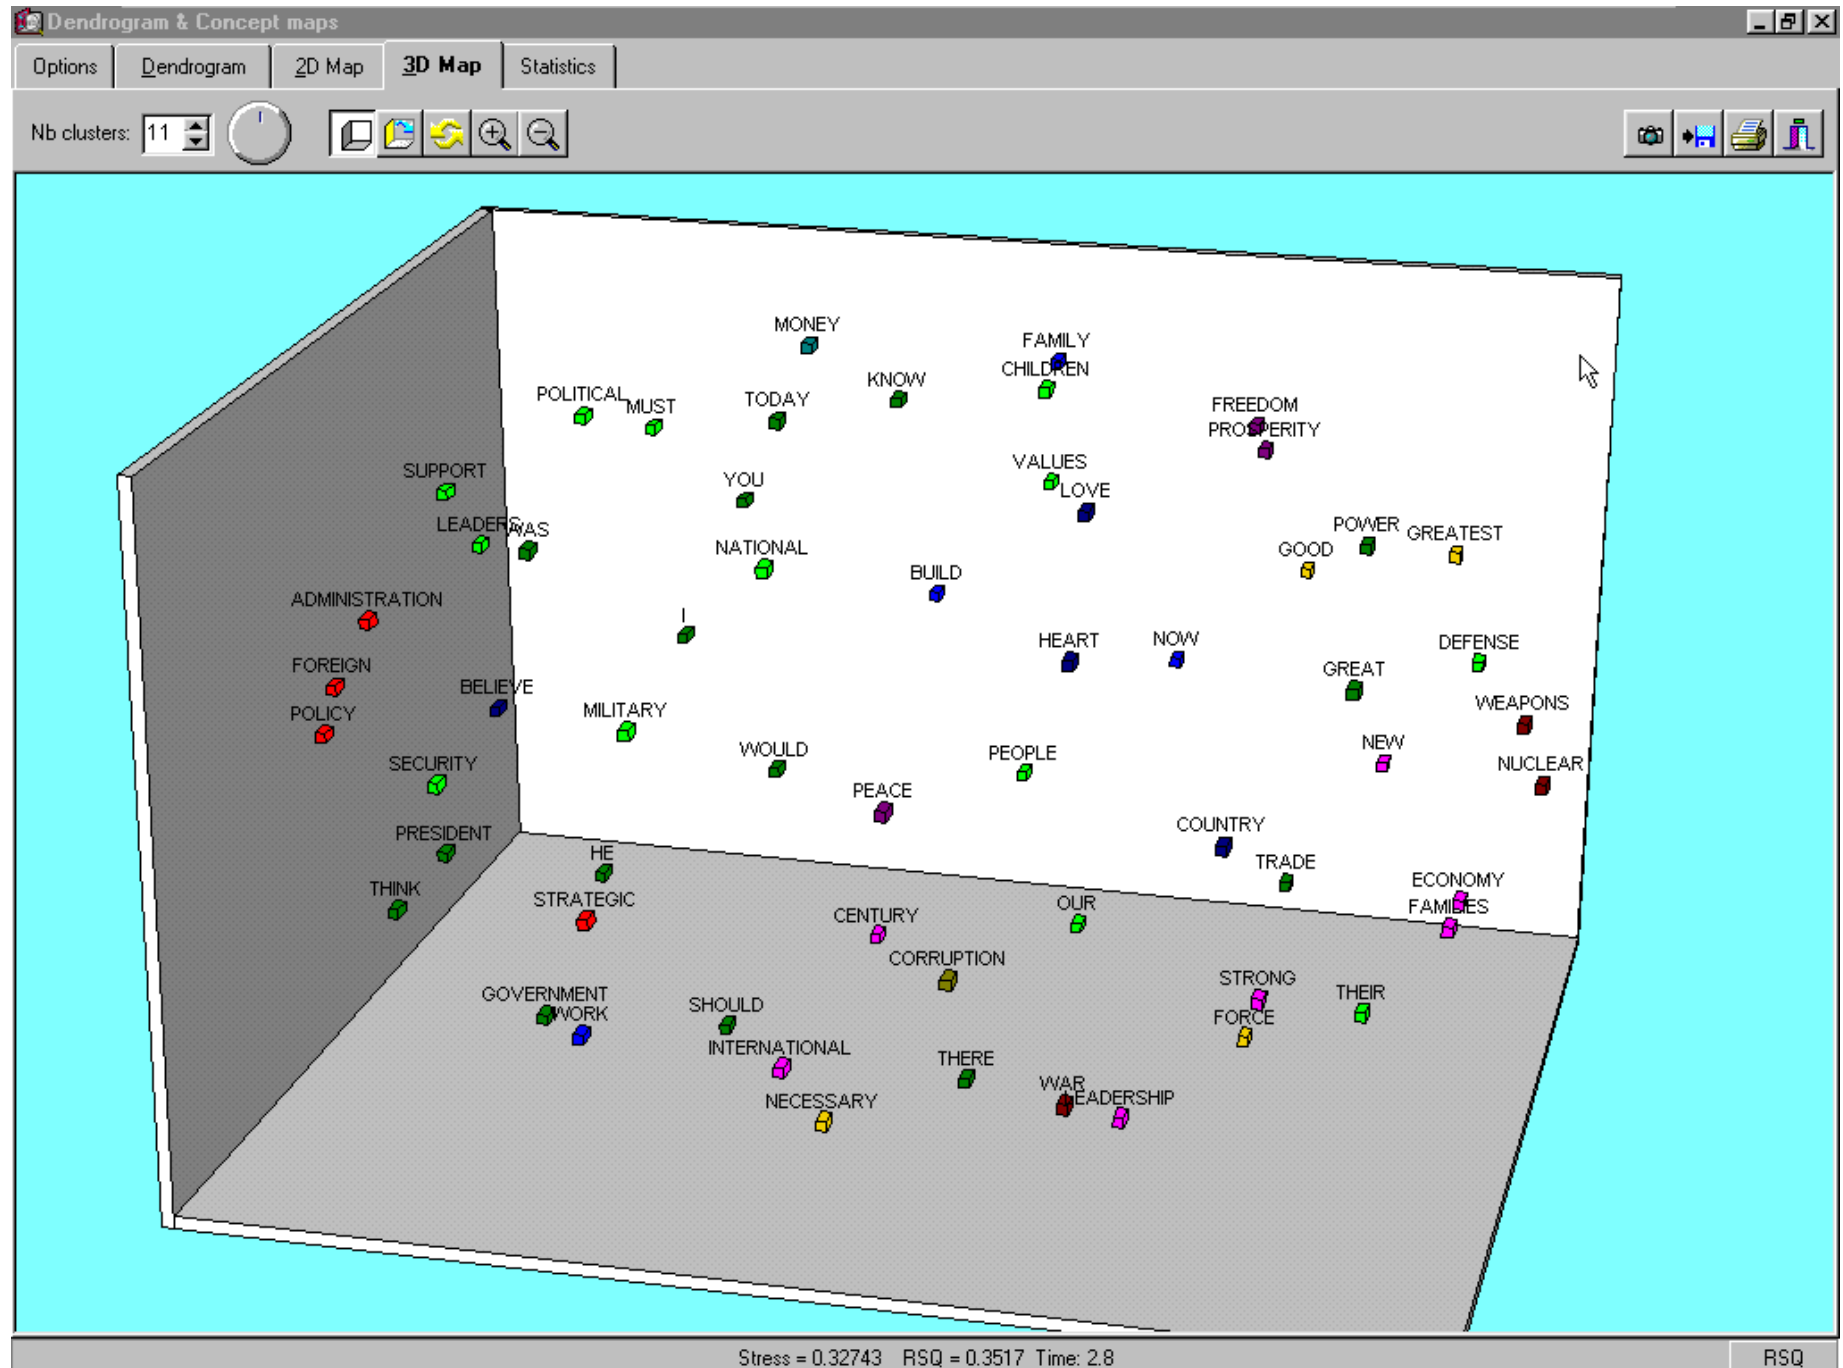 Dendrogram & Concept maps
Options
Dendrogram
2D Map
3D Map
Statistics
Nb clusters: 11
MONEY
FAMILY
CHILDREN
KNOW
POLITICAL
MUST
TODAY
FREEDOM
PROSPERITY
SUPPORT
VALUES
YOU
LOVE
LEADERS
WAS
POWER
GREATEST
NATIONAL
GOOD
BUILD
ADMINISTRATION
I
HEART
NOW
DEFENSE
FOREIGN
GREAT
BELIEVE
WEAPONS
POLICY
MILITARY
NEW
WOULD
PEOPLE
SECURITY
NUCLEAR
PEACE
COUNTRY
PRESIDENT
HE
TRADE
THINK
ECONOMY
STRATEGIC
OUR
FAMILIES
CENTURY
CORRUPTION
STRONG
GOVERNMENT
THEIR
SHOULD
WORK
FORCE
INTERNATIONAL
THERE
WAR
LEADERSHIP
NECESSARY
Stress = 0.32743 RSQ = 0.3517 Time: 2.8
RSQ